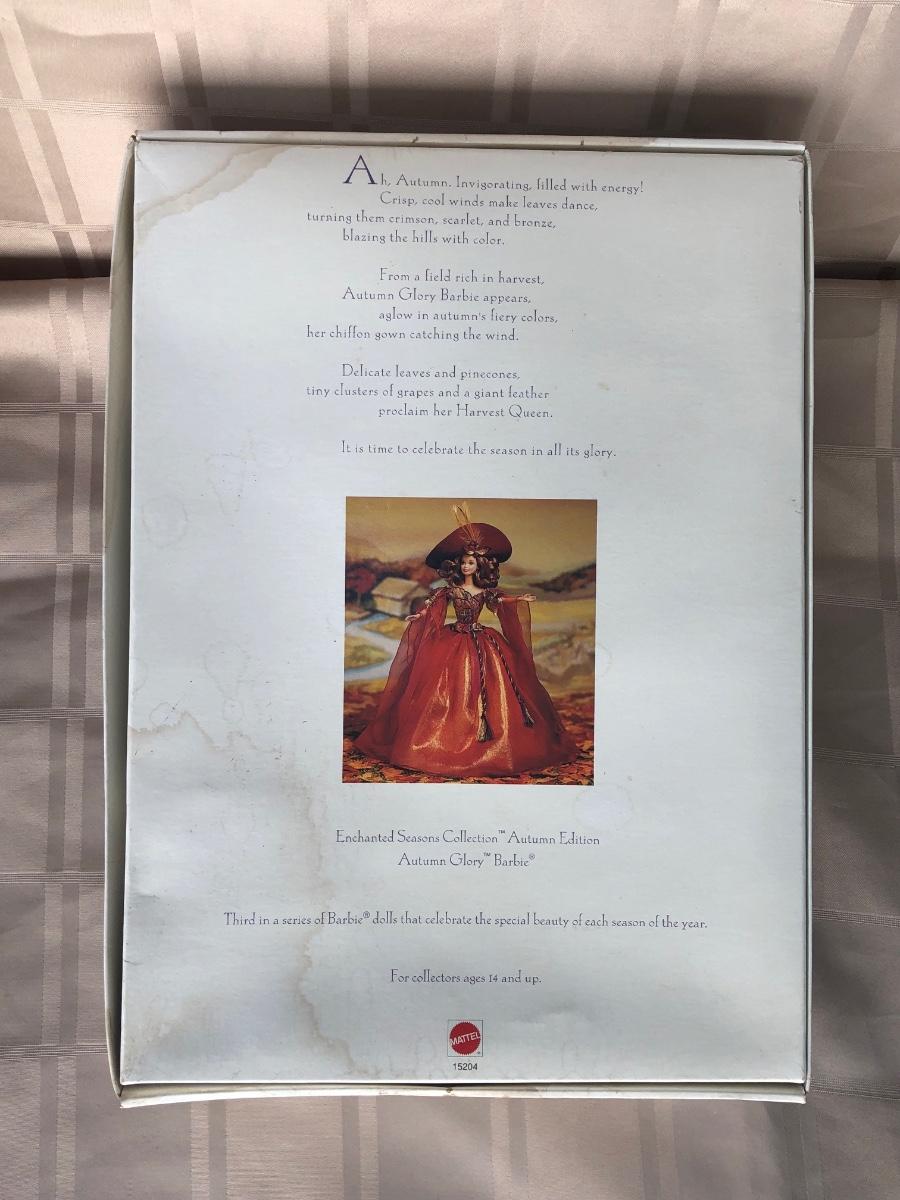 Ah, Autumn. Invigorating, filled with energy!
Crisp, cool winds make leaves dance,
turning them crimson, scarlet, and bronze,
blazing the hills with color.
From a field rich in harvest,
Autumn Glory Barbie appears,
aglow in autumn's fiery colors,
her chiffon gown catching the wind.
Delicate leaves and pinecones,
tiny clusters of grapes and a giant feather
proclaim her Harvest Queen.
It is time to celebrate the season in all its glory.
Enchanted Seasons Collection™ Autumn Edition
Autumn Glory™ Barbie®
Third in a series of Barbie® dolls that celebrate the special beauty of each season of the year.
For collectors ages 14 and up.
MATTEL®
15204